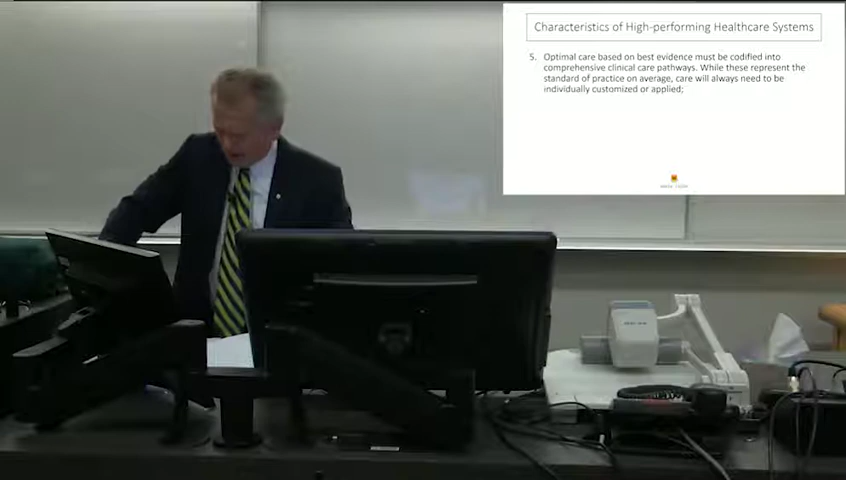 Characteristics of High-performing Healthcare Systems
5. Optimal care based on best evidence must be codified into
comprehensive clinical care pathways. While these represent the
standard of practice on average, care will always need to be
individually customized or applied;